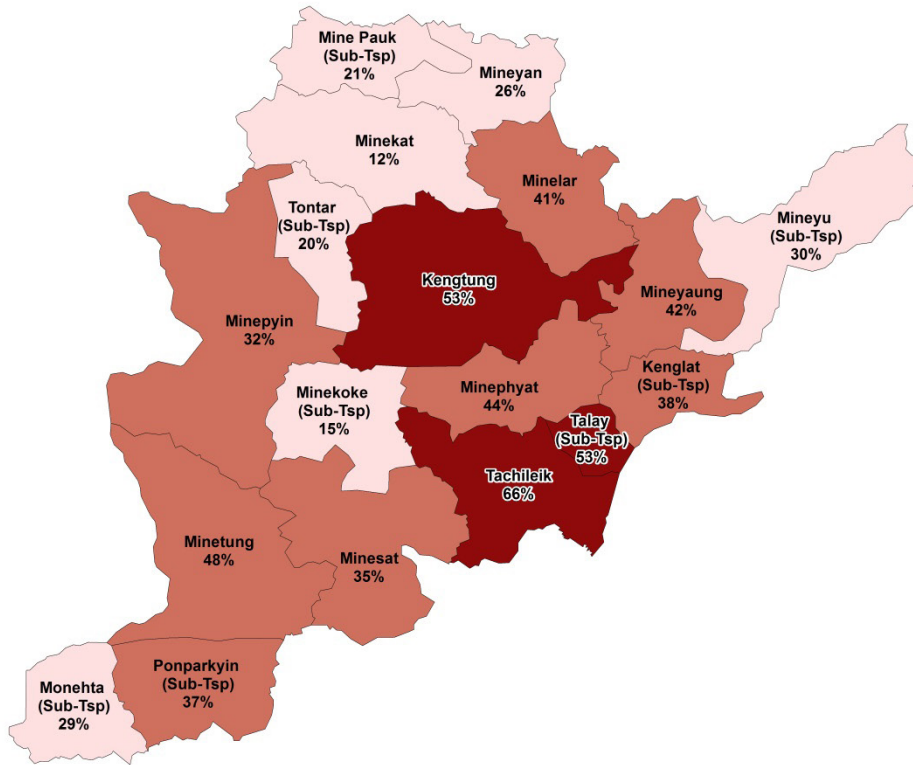 Mine Pauk
(Sub-Tsp)
21%
Mineyan
26%
Minekat
12%
Minelar
41%
Tontar
(Sub-Tsp)
20%
Mineyu
(Sub-Tsp)
30%
Kengtung
53%
Mineyaung
42%
Minepyin
32%
Kenglat
(Sub-Tsp)
38%
Minekoke
(Sub-Tsp)
15%
Minephyat
44%
Talay
(Sub-Tsp)
53%
Tachileik
66%
Minetung
48%
Minesat
35%
Ponparkyin
(Sub-Tsp)
37%
Monehta
(Sub-Tsp)
29%